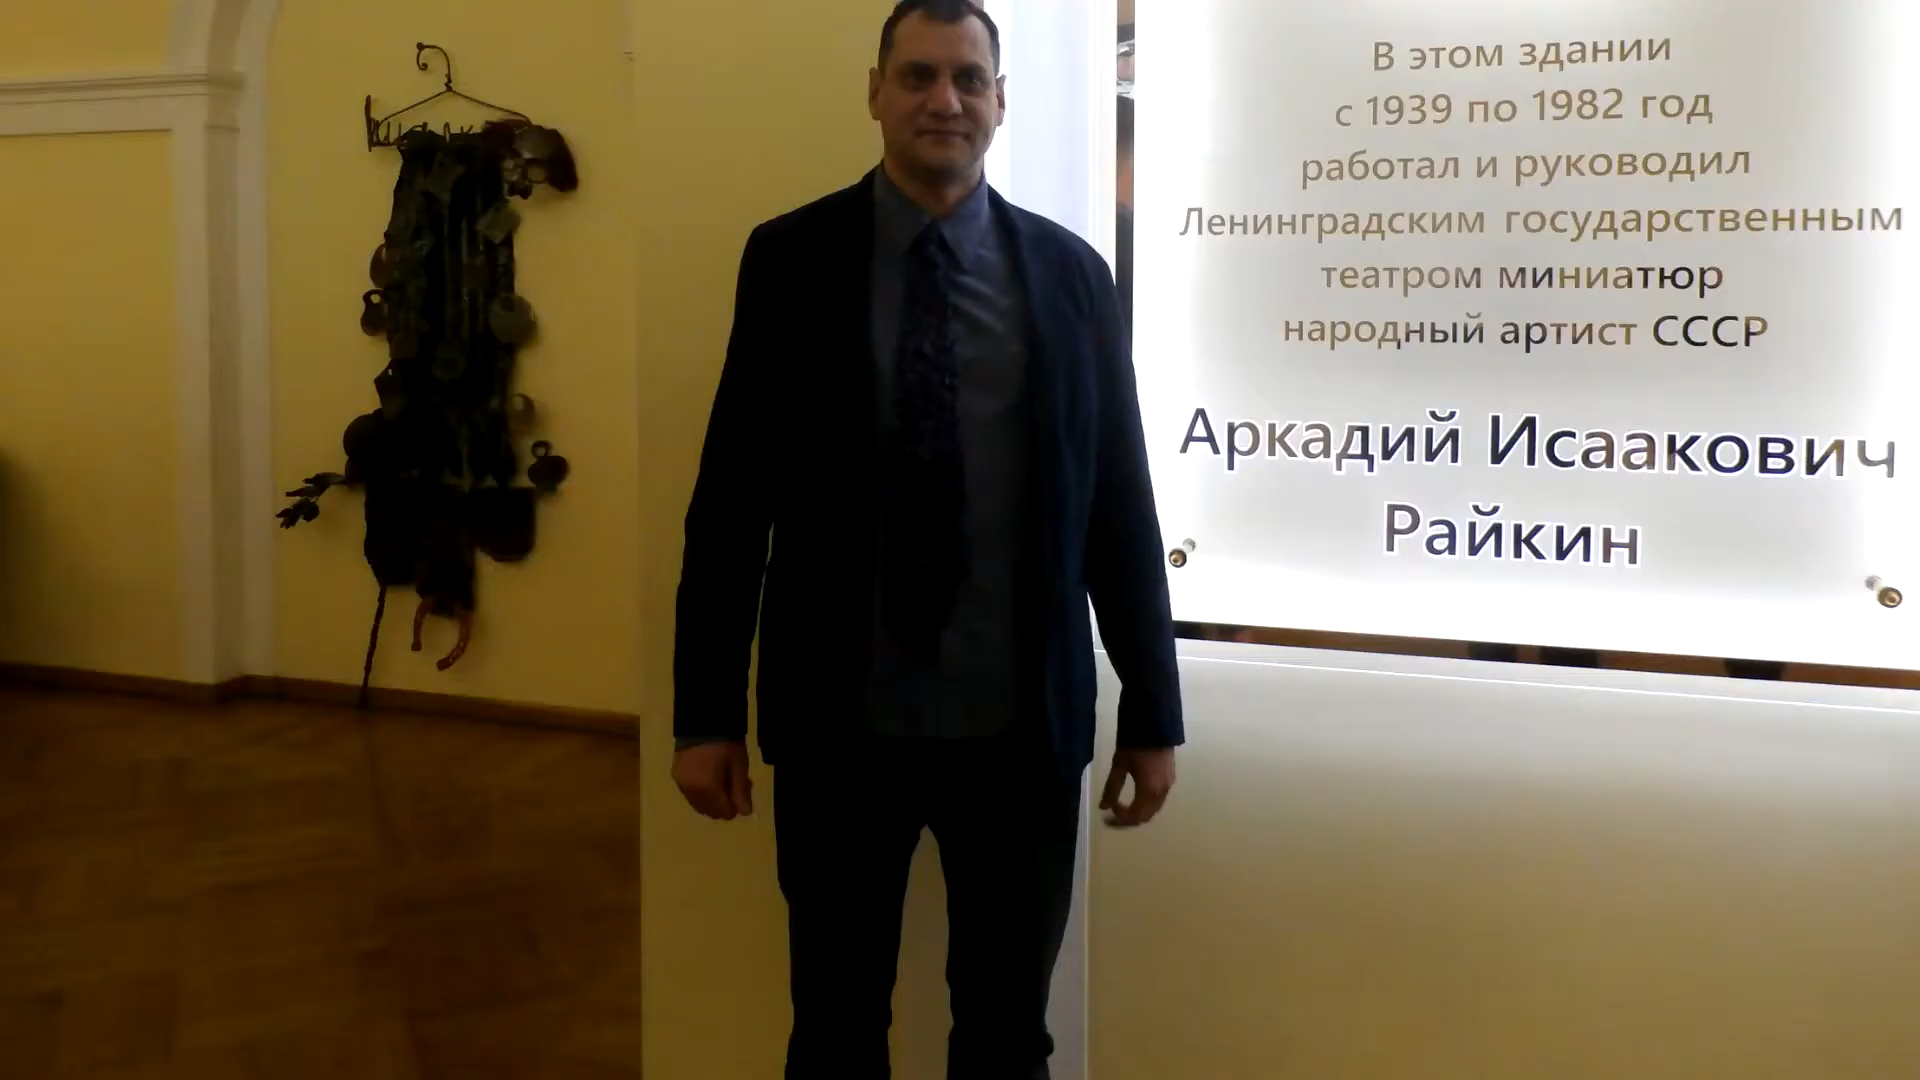 В этом здании
с 1939 по 1982 год
работал и руководил
Ленинградским государственным
театром миниатюр
народный артист СССР
Аркадий Исаакович
Райкин